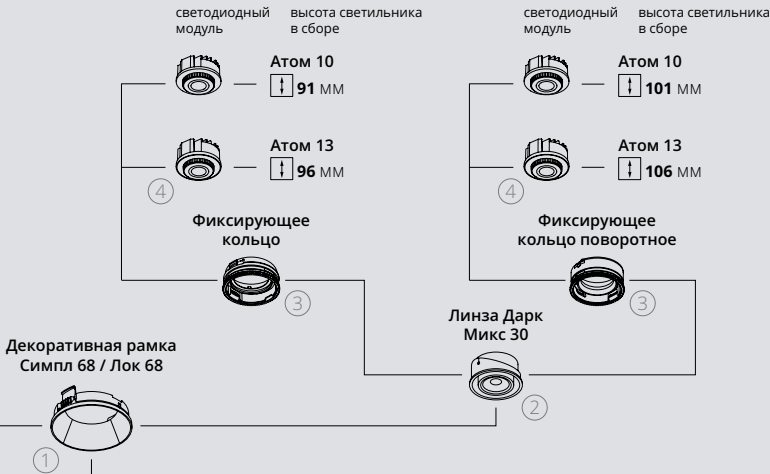 светодиодный модуль
высота светильника в сборе
Атом 10
91 ММ
Атом 13
96 ММ
4
Фиксирующее
кольцо
3
светодиодный модуль
высота светильника в сборе
Атом 10
101 ММ
Атом 13
106 ММ
4
Фиксирующее
кольцо поворотное
3
Линза Дарк
Микс 30
2
Декоративная рамка
Симпл 68 / Лок 68
1